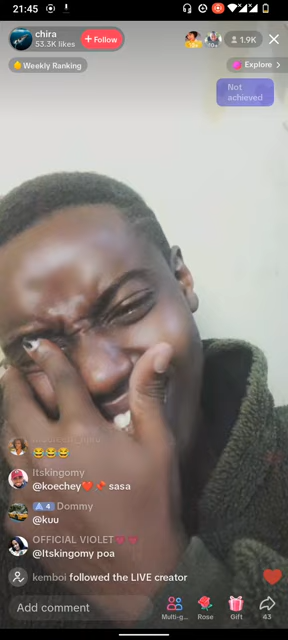 21:45
chira
53.3K likes
+ Follow
1.9K
Weekly Ranking
Explore >
Not
achieved
😂😂😂
Itskingomy
@koechey❤️📌 sasa
4 Dommy
@kuu
OFFICIAL VIOLET💗💗
@Itskingomy poa
kemboi followed the LIVE creator
Add comment
Multi-g...
Rose
Gift
43